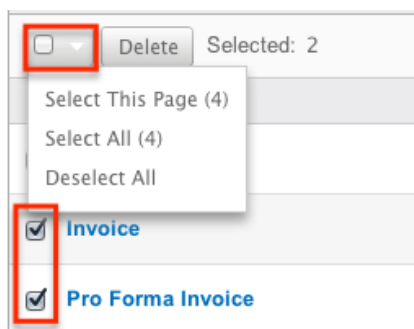 Delete Selected: 2
Select This Page (4)
Select All (4)
Deselect All
Invoice
Pro Forma Invoice